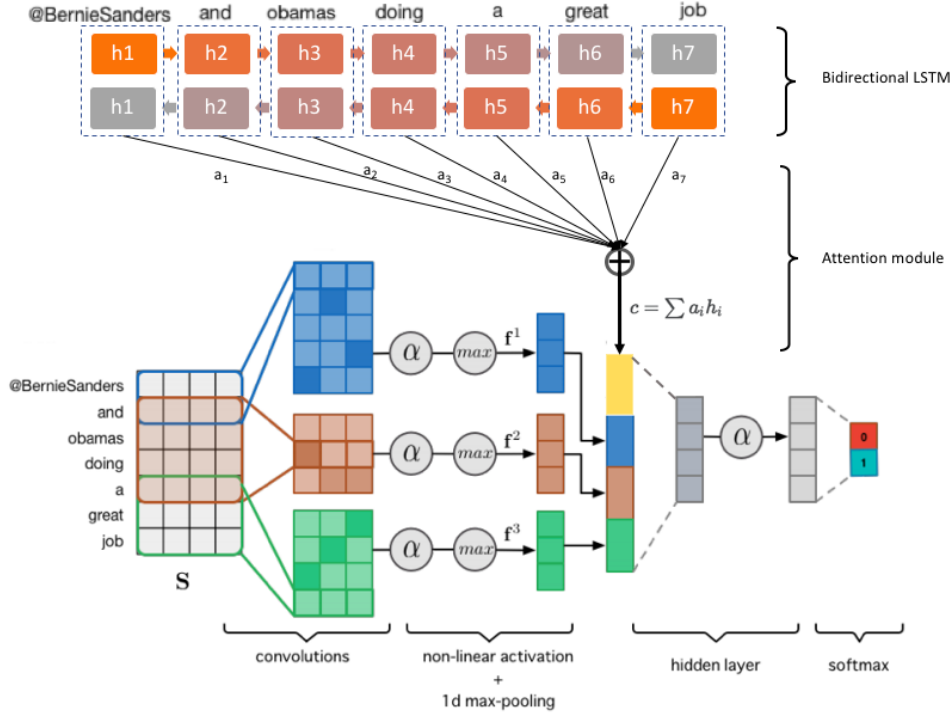 @BernieSanders and obamas doing a great job
h1 h2 h3 h4 h5 h6 h7
Bidirectional LSTM
h1 h2 h3 h4 h5 h6 h7
a₁ a₂ a₃ a₄ a₅ a₆ a₇
Attention module
c = ∑ aᵢhᵢ
α max f¹
@BernieSanders
and
obamas
doing
a
great
job
α max f²
α
0
1
α max f³
S
convolutions
non-linear activation
+
1d max-pooling
hidden layer
softmax